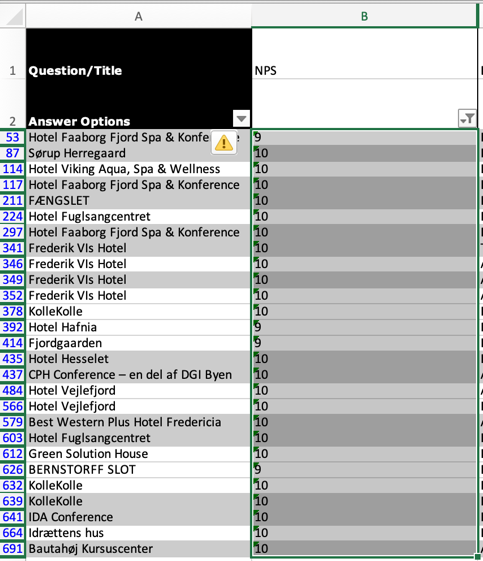 A B
1 Question/Title NPS
2 Answer Options
53 Hotel Faaborg Fjord Spa & Konfe e 9
87 Sørup Herregaard 10
114 Hotel Viking Aqua, Spa & Wellness 10
117 Hotel Faaborg Fjord Spa & Konference 10
211 FÆNGSLET 10
224 Hotel Fuglsangcentret 10
297 Hotel Faaborg Fjord Spa & Konference 10
341 Frederik VIs Hotel 10
346 Frederik VIs Hotel 10
349 Frederik VIs Hotel 10
352 Frederik VIs Hotel 10
378 KolleKolle 10
392 Hotel Hafnia 9
414 Fjordgaarden 9
435 Hotel Hesselet 10
437 CPH Conference – en del af DGI Byen 10
484 Hotel Vejlefjord 10
566 Hotel Vejlefjord 10
579 Best Western Plus Hotel Fredericia 10
603 Hotel Fuglsangcentret 10
612 Green Solution House 10
626 BERNSTORFF SLOT 9
632 KolleKolle 10
639 KolleKolle 10
641 IDA Conference 10
664 Idrættens hus 10
691 Bautahøj Kursuscenter 10